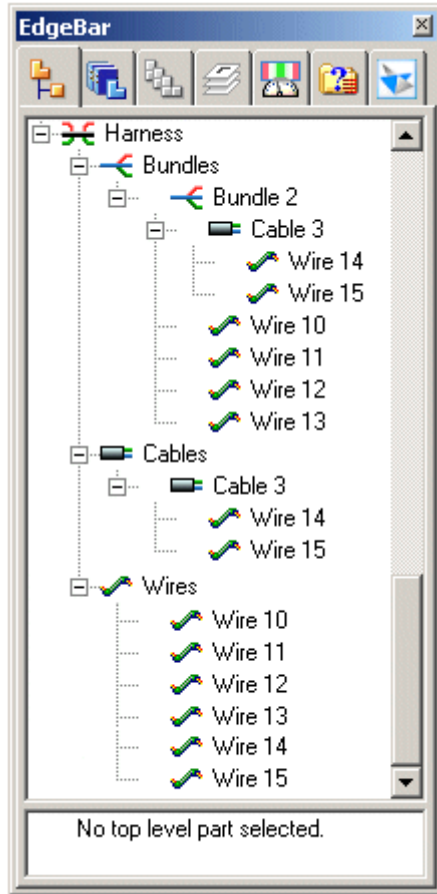 EdgeBar
Harness
Bundles
Bundle 2
Cable 3
Wire 14
Wire 15
Wire 10
Wire 11
Wire 12
Wire 13
Cables
Cable 3
Wire 14
Wire 15
Wires
Wire 10
Wire 11
Wire 12
Wire 13
Wire 14
Wire 15
No top level part selected.